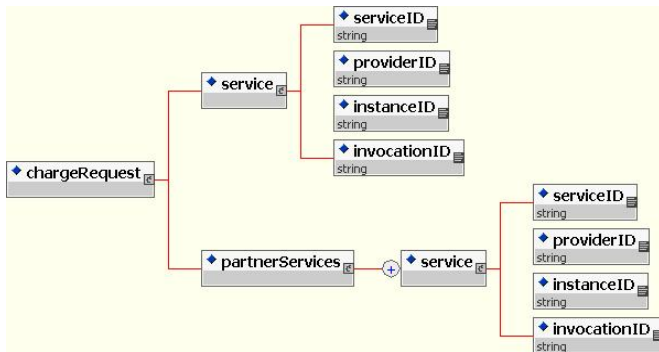 serviceID
string
service
providerID
string
instanceID
string
invocationID
string
chargeRequest
serviceID
string
partnerServices
service
providerID
string
instanceID
string
invocationID
string